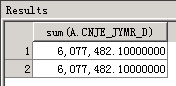 Results
sum(A.CNJE_JYMR_D)
1 6,077,482.10000000
2 6,077,482.10000000